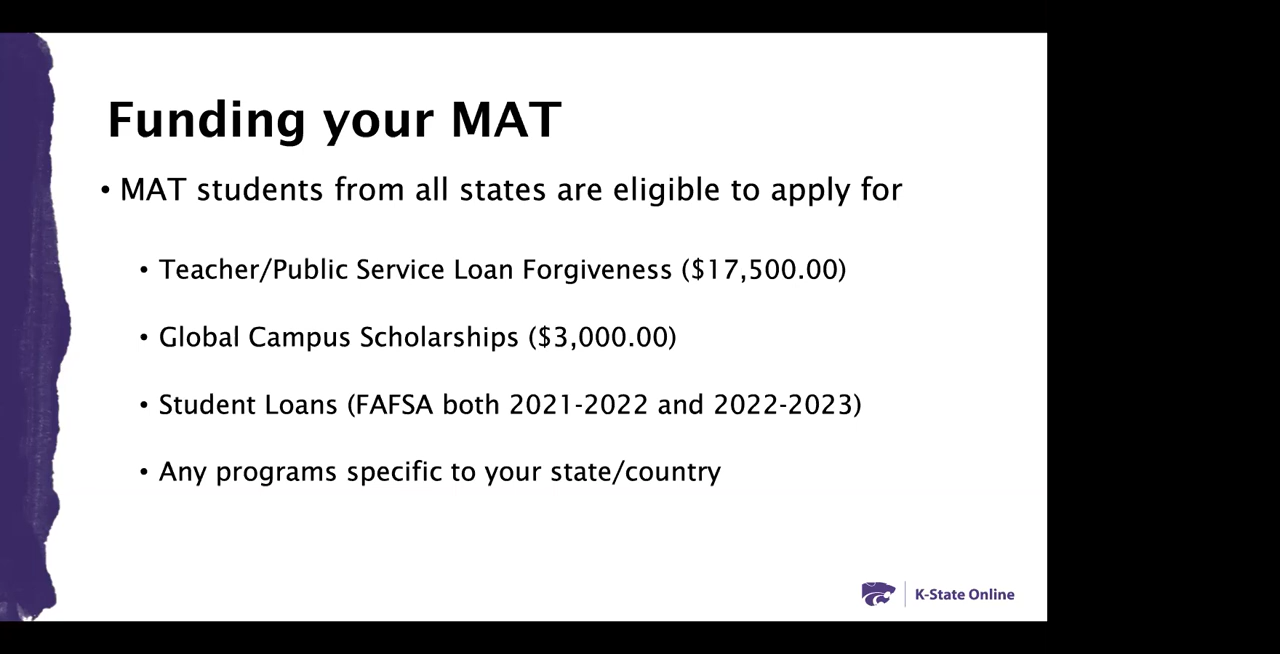 Funding your MAT
• MAT students from all states are eligible to apply for
• Teacher/Public Service Loan Forgiveness ($17,500.00)
• Global Campus Scholarships ($3,000.00)
• Student Loans (FAFSA both 2021-2022 and 2022-2023)
• Any programs specific to your state/country
K-State Online